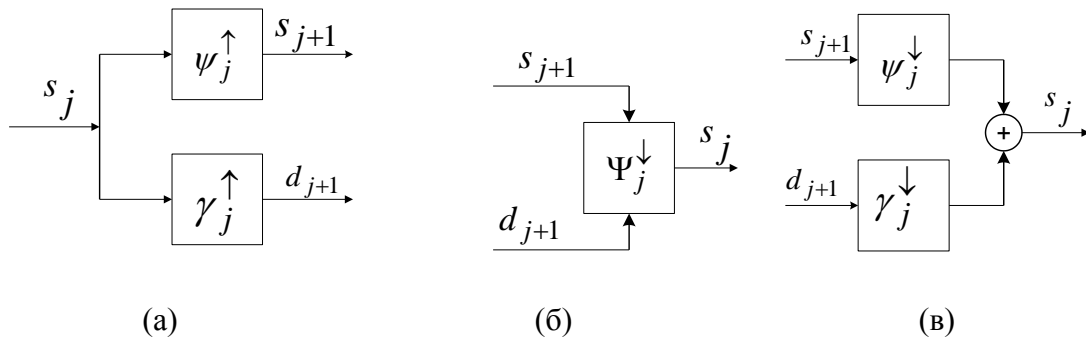 s_j
ψ_j^↑
s_{j+1}
γ_j^↑
d_{j+1}
(а)
s_{j+1}
Ψ_j^↓
s_j
d_{j+1}
(б)
s_{j+1}
ψ_j^↓
+
s_j
d_{j+1}
γ_j^↓
(в)